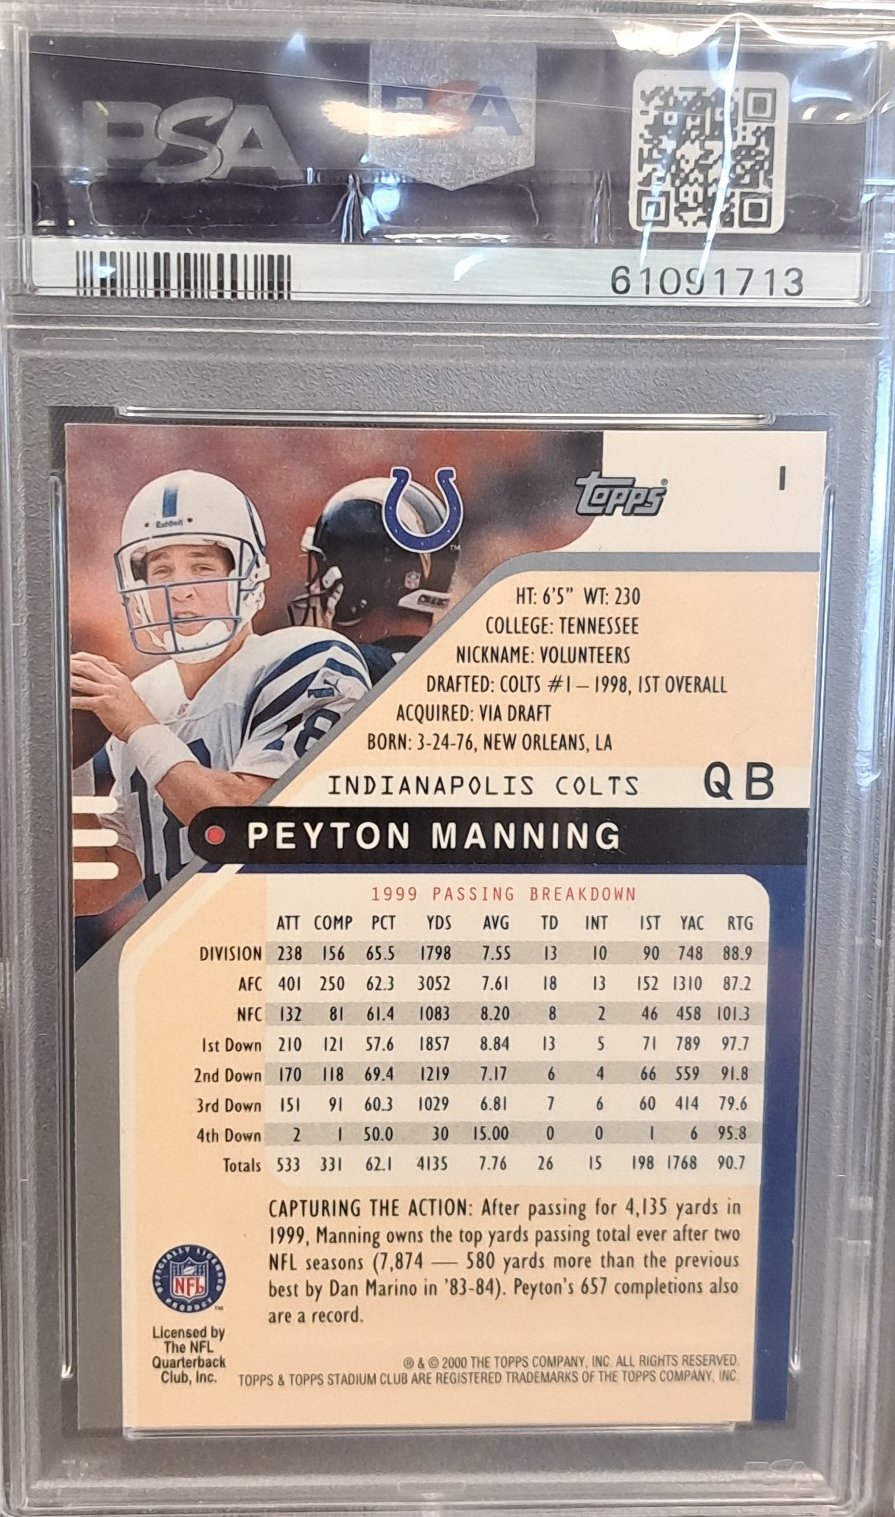 PSA
PSA
61091713
Riddell
TM
Topps®
1
HT: 6'5" WT: 230
COLLEGE: TENNESSEE
NICKNAME: VOLUNTEERS
DRAFTED: COLTS #1 – 1998, 1ST OVERALL
ACQUIRED: VIA DRAFT
BORN: 3-24-76, NEW ORLEANS, LA
INDIANAPOLIS COLTS QB
PEYTON MANNING
1999 PASSING BREAKDOWN
ATT COMP PCT YDS AVG TD INT 1ST YAC RTG
DIVISION 238 156 65.5 1798 7.55 13 10 90 748 88.9
AFC 401 250 62.3 3052 7.61 18 13 152 1310 87.2
NFC 132 81 61.4 1083 8.20 8 2 46 458 101.3
1st Down 210 121 57.6 1857 8.84 13 5 71 789 97.7
2nd Down 170 118 69.4 1219 7.17 6 4 66 559 91.8
3rd Down 151 91 60.3 1029 6.81 7 6 60 414 79.6
4th Down 2 1 50.0 30 15.00 0 0 1 6 95.8
Totals 533 331 62.1 4135 7.76 26 15 198 1768 90.7
CAPTURING THE ACTION: After passing for 4,135 yards in
1999, Manning owns the top yards passing total ever after two
NFL seasons (7,874 — 580 yards more than the previous
best by Dan Marino in '83-84). Peyton's 657 completions also
are a record.
OFFICIALLY LICENSED
NFL
PRODUCT
TM
Licensed by
The NFL
Quarterback
Club, Inc.
® & © 2000 THE TOPPS COMPANY, INC. ALL RIGHTS RESERVED.
TOPPS & TOPPS STADIUM CLUB ARE REGISTERED TRADEMARKS OF THE TOPPS COMPANY, INC.